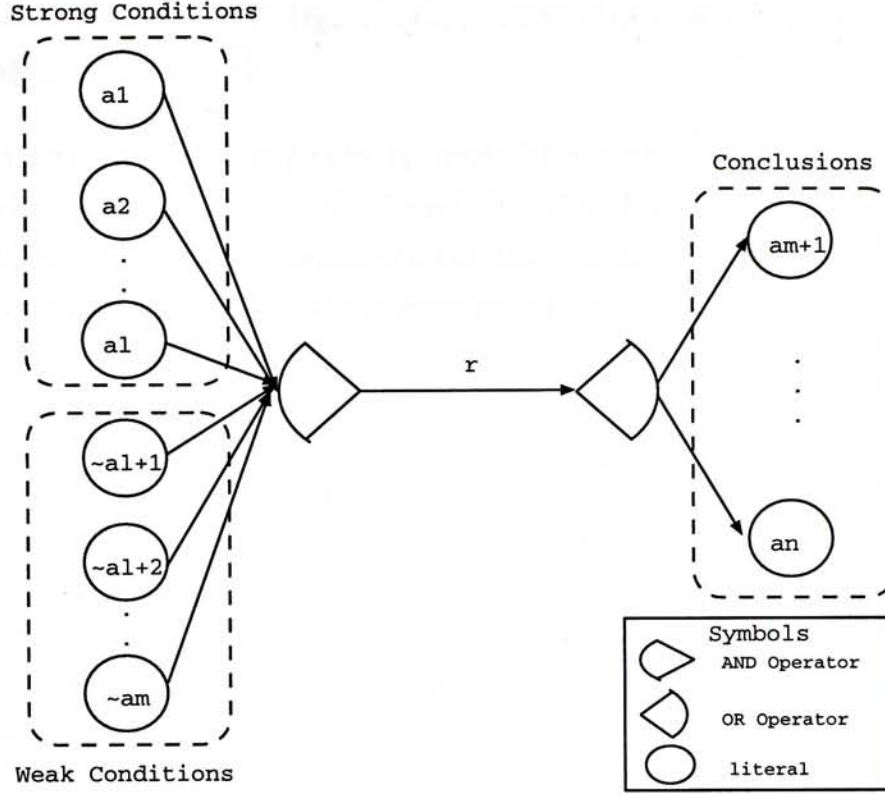 Strong Conditions
a1
a2
al
~al+1
~al+2
~am
Weak Conditions
r
Conclusions
am+1
an
Symbols
AND Operator
OR Operator
literal